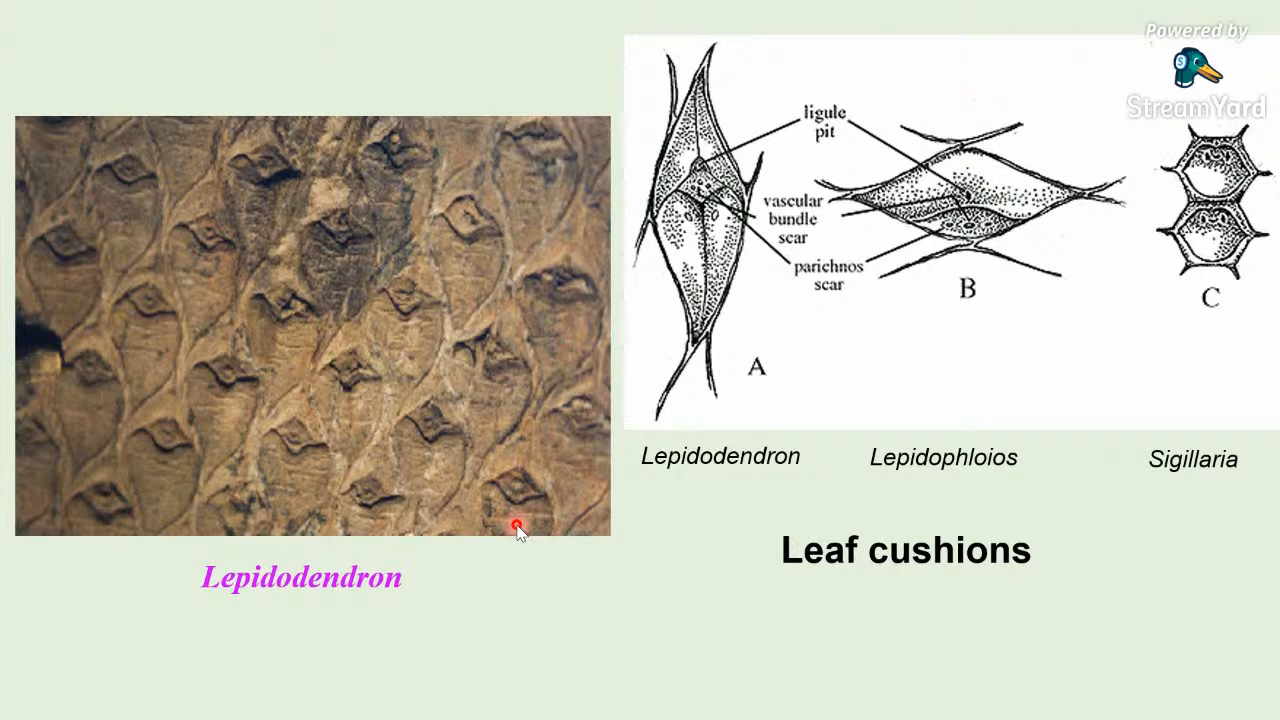 Powered by
StreamYard
ligule
pit
vascular
bundle
scar
parichnos
scar
A
B
C
Lepidodendron
Lepidophloios
Sigillaria
Leaf cushions
Lepidodendron